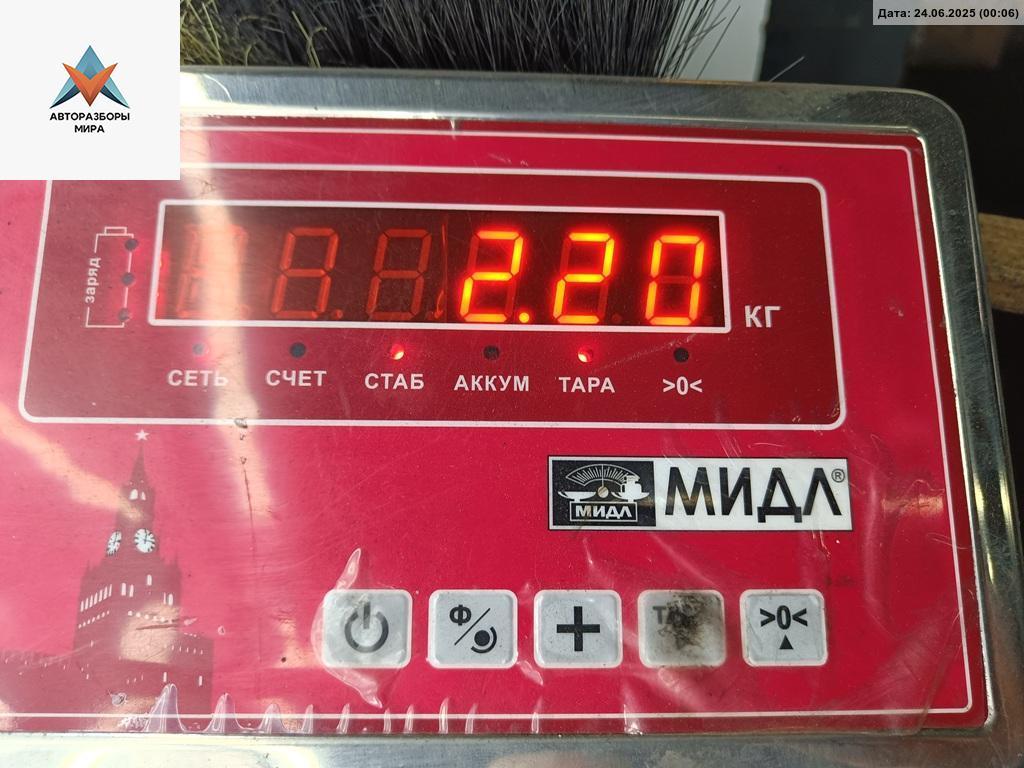 Дата: 24.06.2025 (00:06)
АВТОРАЗБОРЫ
МИРА
заряд
2.20
КГ
СЕТЬ СЧЕТ СТАБ АККУМ ТАРА >0<
МИДЛ МИДЛ®
Ф >0<